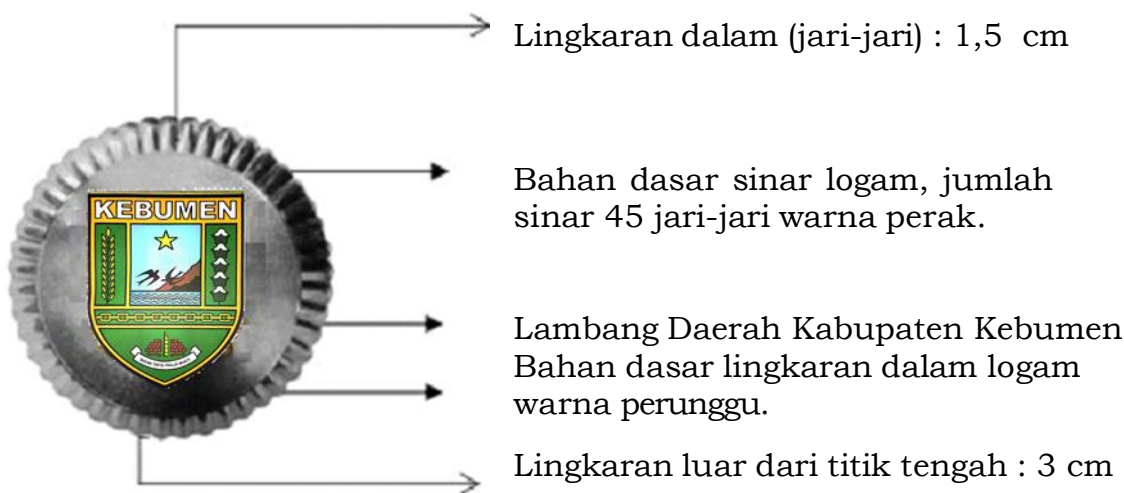 Lingkaran dalam (jari-jari) : 1,5 cm
Bahan dasar sinar logam, jumlah
sinar 45 jari-jari warna perak.
KEBUMEN
Lambang Daerah Kabupaten Kebumen
Bahan dasar lingkaran dalam logam
warna perunggu.
Lingkaran luar dari titik tengah : 3 cm